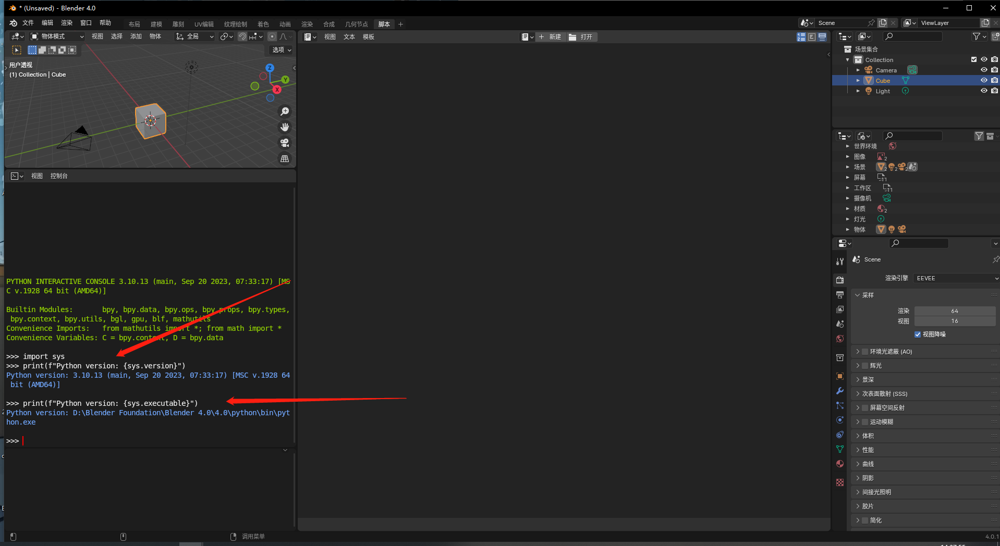 * (Unsaved) - Blender 4.0
文件 编辑 渲染 窗口 帮助 布局 建模 雕刻 UV编辑 纹理绘制 着色 动画 渲染 合成 几何节点 脚本 +
Scene
ViewLayer
物体模式 视图 选择 添加 物体 全局
选项
用户透视
(1) Collection | Cube
Z
Y
X
视图 控制台
PYTHON INTERACTIVE CONSOLE 3.10.13 (main, Sep 20 2023, 07:33:17) [MS
C v.1928 64 bit (AMD64)]
Builtin Modules: bpy, bpy.data, bpy.ops, bpy.props, bpy.types,
bpy.context, bpy.utils, bgl, gpu, blf, mathutils
Convenience Imports: from mathutils import *; from math import *
Convenience Variables: C = bpy.context, D = bpy.data
>>> import sys
>>> print(f"Python version: {sys.version}")
Python version: 3.10.13 (main, Sep 20 2023, 07:33:17) [MSC v.1928 64
bit (AMD64)]
>>> print(f"Python version: {sys.executable}")
Python version: D:\Blender Foundation\Blender 4.0\4.0\python\bin\pyt
hon.exe
>>>
视图 文本 模板
+ 新建 打开
场景集合
Collection
Camera
Cube
Light
世界环境
图像 2
场景 2 2 2
屏幕 11
工作区 11
摄像机
材质 2
灯光
物体
Scene
渲染引擎 EEVEE
采样
渲染 64
视图 16
视图降噪
环境光遮蔽 (AO)
辉光
景深
次表面散射 (SSS)
屏幕空间反射
运动模糊
体积
性能
曲线
阴影
间接光照明
胶片
简化
调用菜单
4.0.1